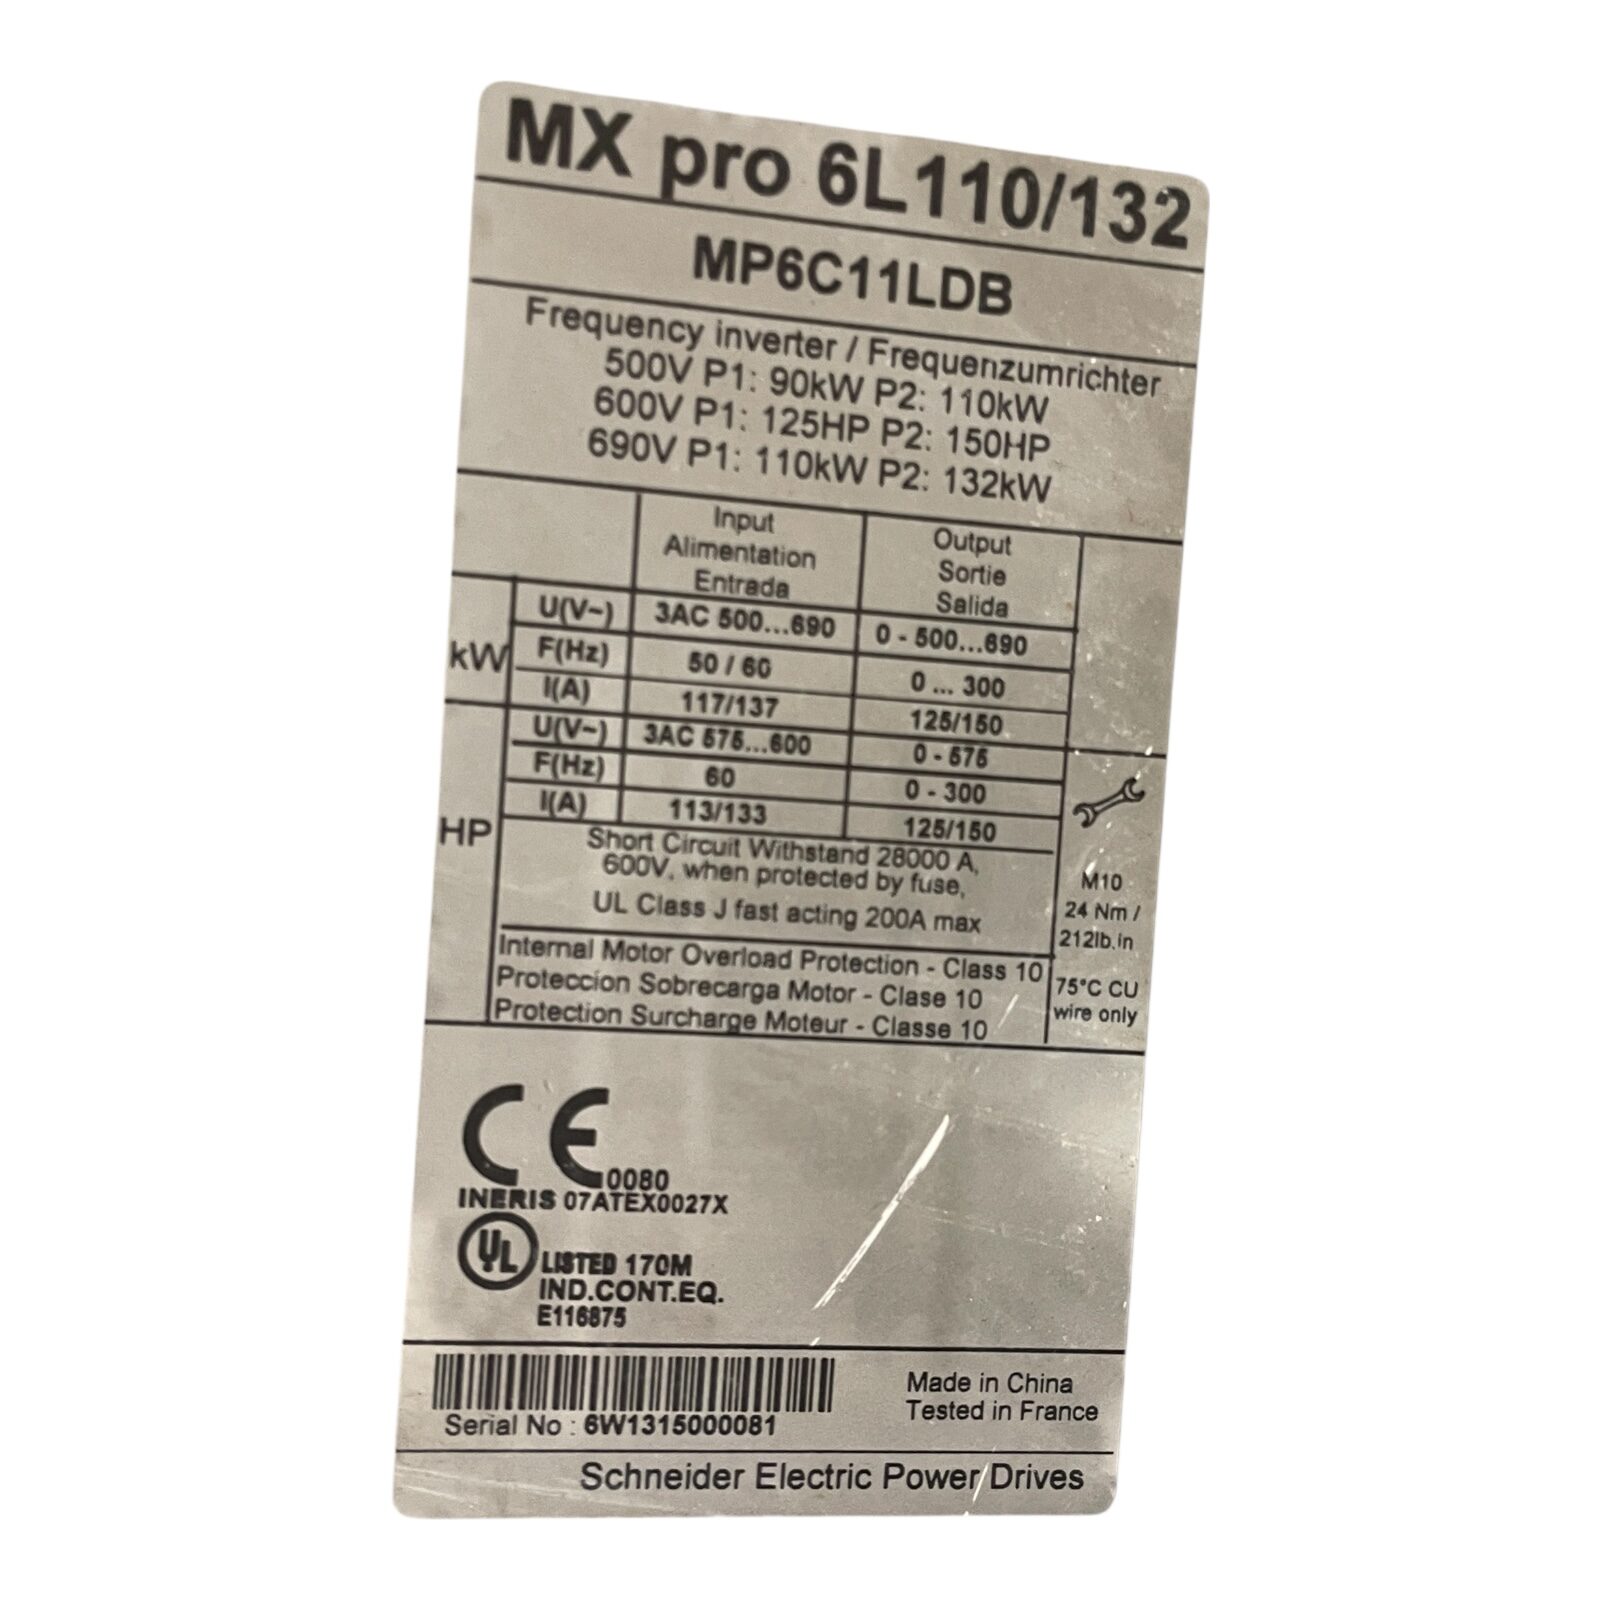 MX pro 6L110/132
MP6C11LDB
Frequency inverter / Frequenzumrichter
500V P1: 90kW P2: 110kW
600V P1: 125HP P2: 150HP
690V P1: 110kW P2: 132kW
Input Output
Alimentation Sortie
Entrada Salida
kW
U(V~) 3AC 500...690 0 - 500...690
F(Hz) 50 / 60 0 ... 300
I(A) 117/137 125/150
HP
U(V~) 3AC 575...600 0 - 575
F(Hz) 60 0 - 300
I(A) 113/133 125/150
Short Circuit Withstand 28000 A,
600V, when protected by fuse,
UL Class J fast acting 200A max
Internal Motor Overload Protection - Class 10
Proteccion Sobrecarga Motor - Clase 10
Protection Surcharge Moteur - Classe 10
M10
24 Nm /
212lb.in
75°C CU
wire only
CE 0080
INERIS 07ATEX0027X
UL LISTED 170M
IND.CONT.EQ.
E116875
Serial No : 6W1315000081
Made in China
Tested in France
Schneider Electric Power Drives